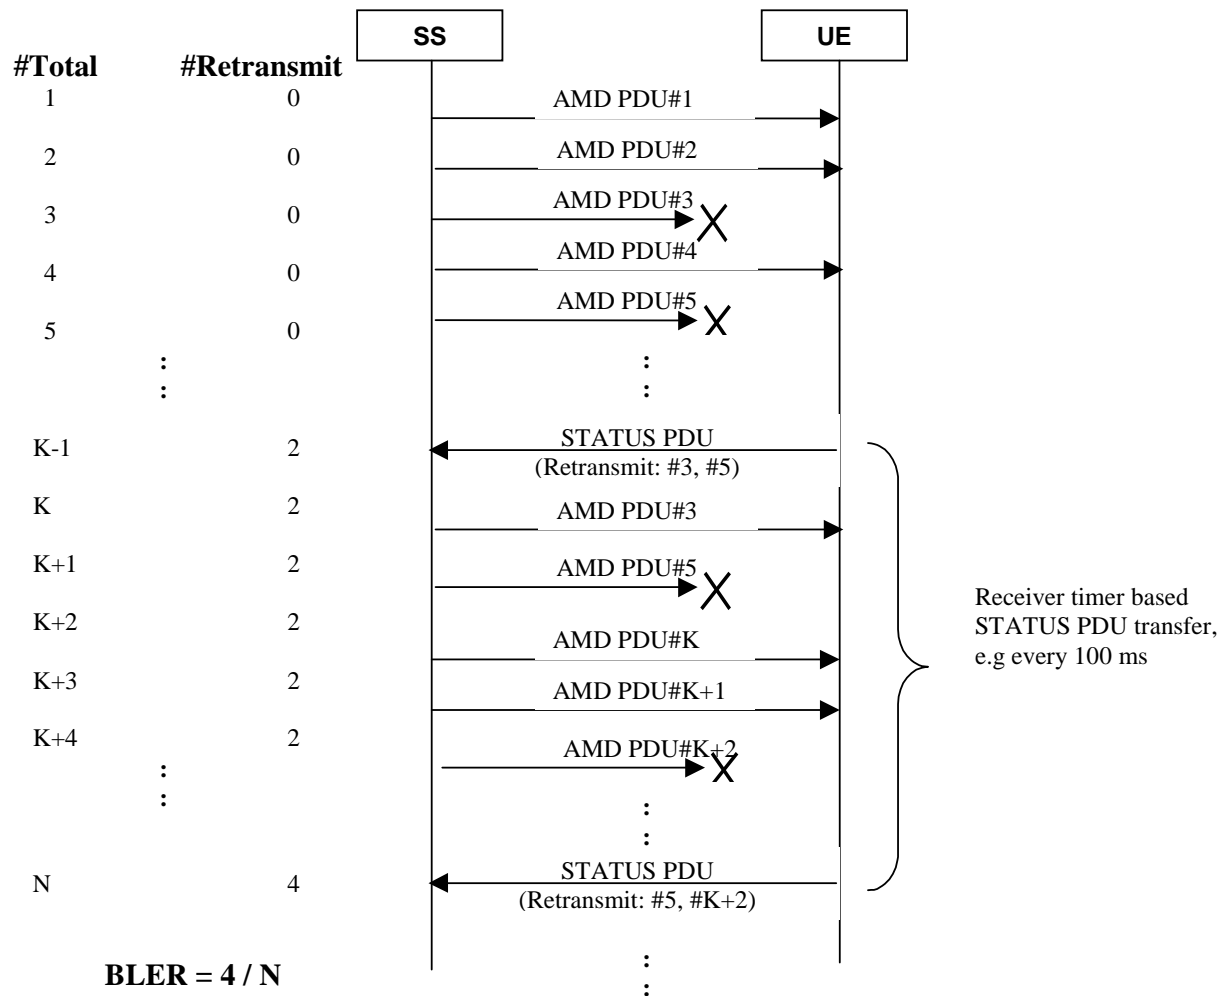 SS UE
#Total #Retransmit
1 0 AMD PDU#1
2 0 AMD PDU#2
3 0 AMD PDU#3
4 0 AMD PDU#4
5 0 AMD PDU#5
: :
: :
K-1 2 STATUS PDU
(Retransmit: #3, #5)
K 2 AMD PDU#3
K+1 2 AMD PDU#5
K+2 2 AMD PDU#K
K+3 2 AMD PDU#K+1
K+4 2 AMD PDU#K+2
: :
: :
Receiver timer based
STATUS PDU transfer,
e.g every 100 ms
N 4 STATUS PDU
(Retransmit: #5, #K+2)
BLER = 4 / N
:
: